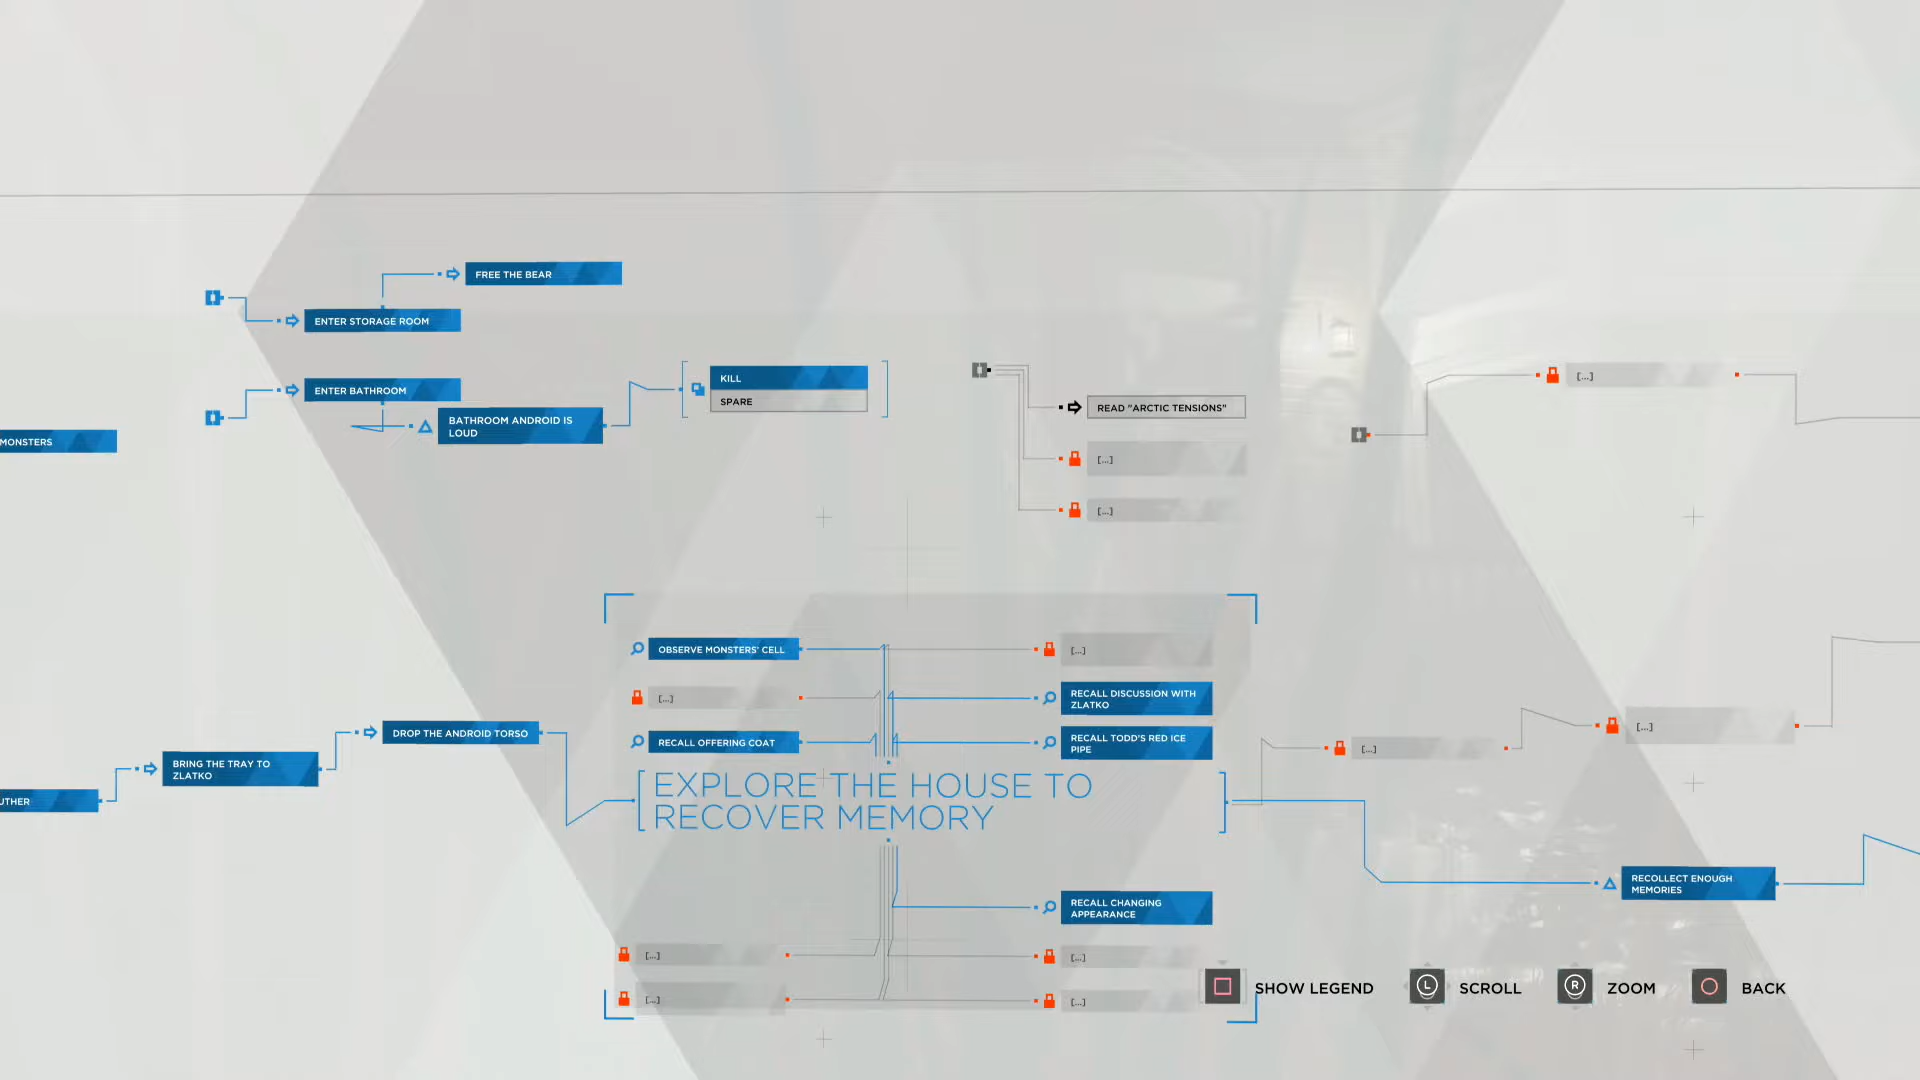 FREE THE BEAR
ENTER STORAGE ROOM
ENTER BATHROOM
BATHROOM ANDROID IS
LOUD
KILL
SPARE
MONSTERS
READ "ARCTIC TENSIONS"
[...]
[...]
[...]
OBSERVE MONSTERS' CELL
[...]
[...]
RECALL DISCUSSION WITH
ZLATKO
RECALL OFFERING COAT
RECALL TODD'S RED ICE
PIPE
DROP THE ANDROID TORSO
BRING THE TRAY TO
ZLATKO
UTHER
EXPLORE THE HOUSE TO
RECOVER MEMORY
[...]
[...]
RECOLLECT ENOUGH
MEMORIES
RECALL CHANGING
APPEARANCE
[...]
[...]
[...]
[...]
SHOW LEGEND
L
SCROLL
R
ZOOM
BACK